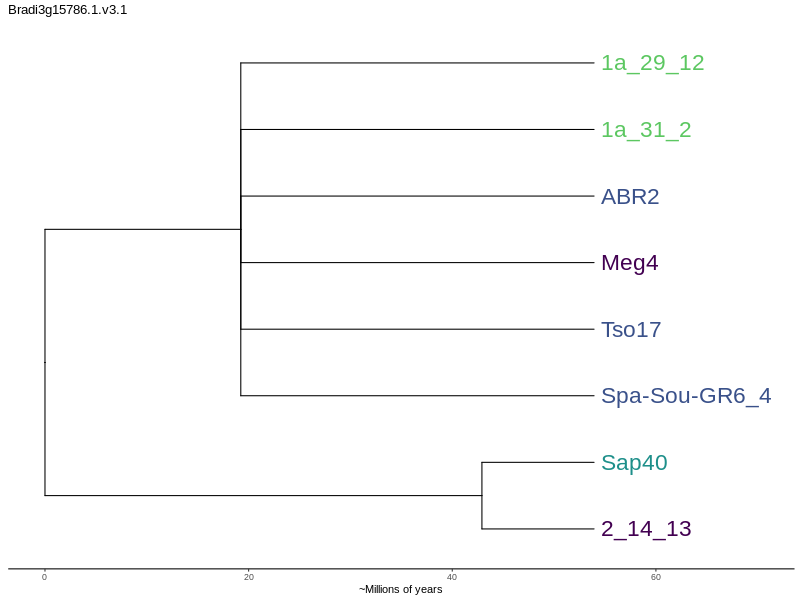 Bradi3g15786.1.v3.1
1a_29_12
1a_31_2
ABR2
Meg4
Tso17
Spa-Sou-GR6_4
Sap40
2_14_13
0 20 40 60
~Millions of years